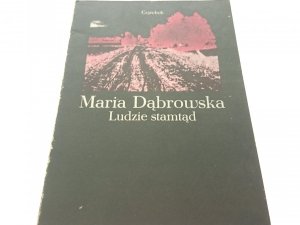 Czytelnik
Maria Dąbrowska
Ludzie stamtąd